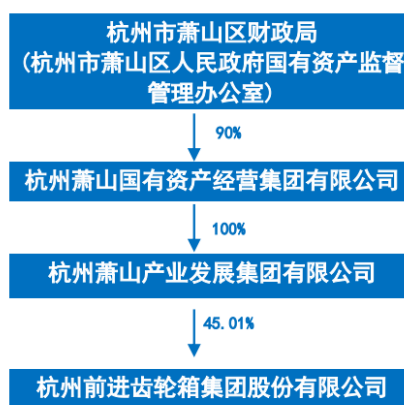 杭州市萧山区财政局
(杭州市萧山区人民政府国有资产监督
管理办公室)
90%
杭州萧山国有资产经营集团有限公司
100%
杭州萧山产业发展集团有限公司
45.01%
杭州前进齿轮箱集团股份有限公司